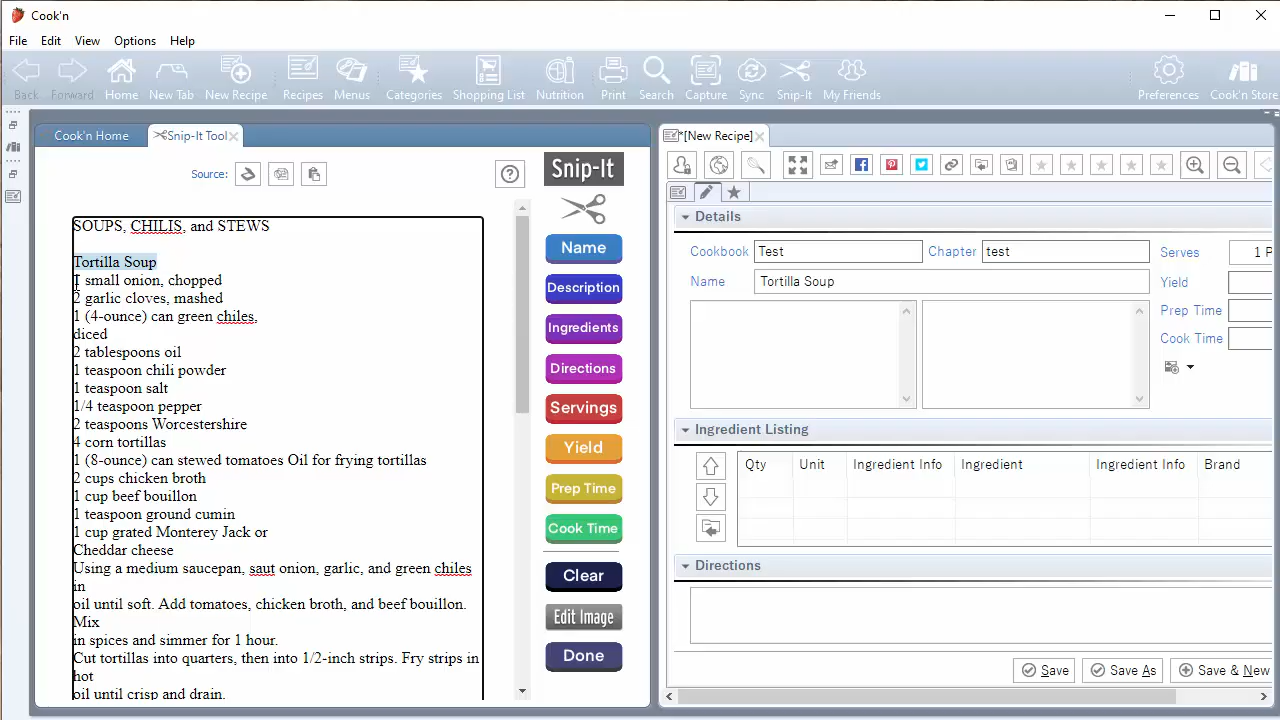 Cook'n
File Edit View Options Help
Back Forward Home New Tab New Recipe Recipes Menus Categories Shopping List Nutrition Print Search Capture Sync Snip-It My Friends Preferences Cook'n Store
Cook'n Home Snip-It Tool
*[New Recipe]
Source:
Snip-It
SOUPS, CHILIS, and STEWS
Tortilla Soup
1 small onion, chopped
2 garlic cloves, mashed
1 (4-ounce) can green chiles,
diced
2 tablespoons oil
1 teaspoon chili powder
1 teaspoon salt
1/4 teaspoon pepper
2 teaspoons Worcestershire
4 corn tortillas
1 (8-ounce) can stewed tomatoes Oil for frying tortillas
2 cups chicken broth
1 cup beef bouillon
1 teaspoon ground cumin
1 cup grated Monterey Jack or
Cheddar cheese
Using a medium saucepan, saut onion, garlic, and green chiles
in
oil until soft. Add tomatoes, chicken broth, and beef bouillon.
Mix
in spices and simmer for 1 hour.
Cut tortillas into quarters, then into 1/2-inch strips. Fry strips in
hot
oil until crisp and drain.
Name
Description
Ingredients
Directions
Servings
Yield
Prep Time
Cook Time
Clear
Edit Image
Done
Details
Cookbook Test Chapter test Serves 1 P
Name Tortilla Soup Yield
Prep Time
Cook Time
Ingredient Listing
Qty Unit Ingredient Info Ingredient Ingredient Info Brand
Directions
Save Save As Save & New